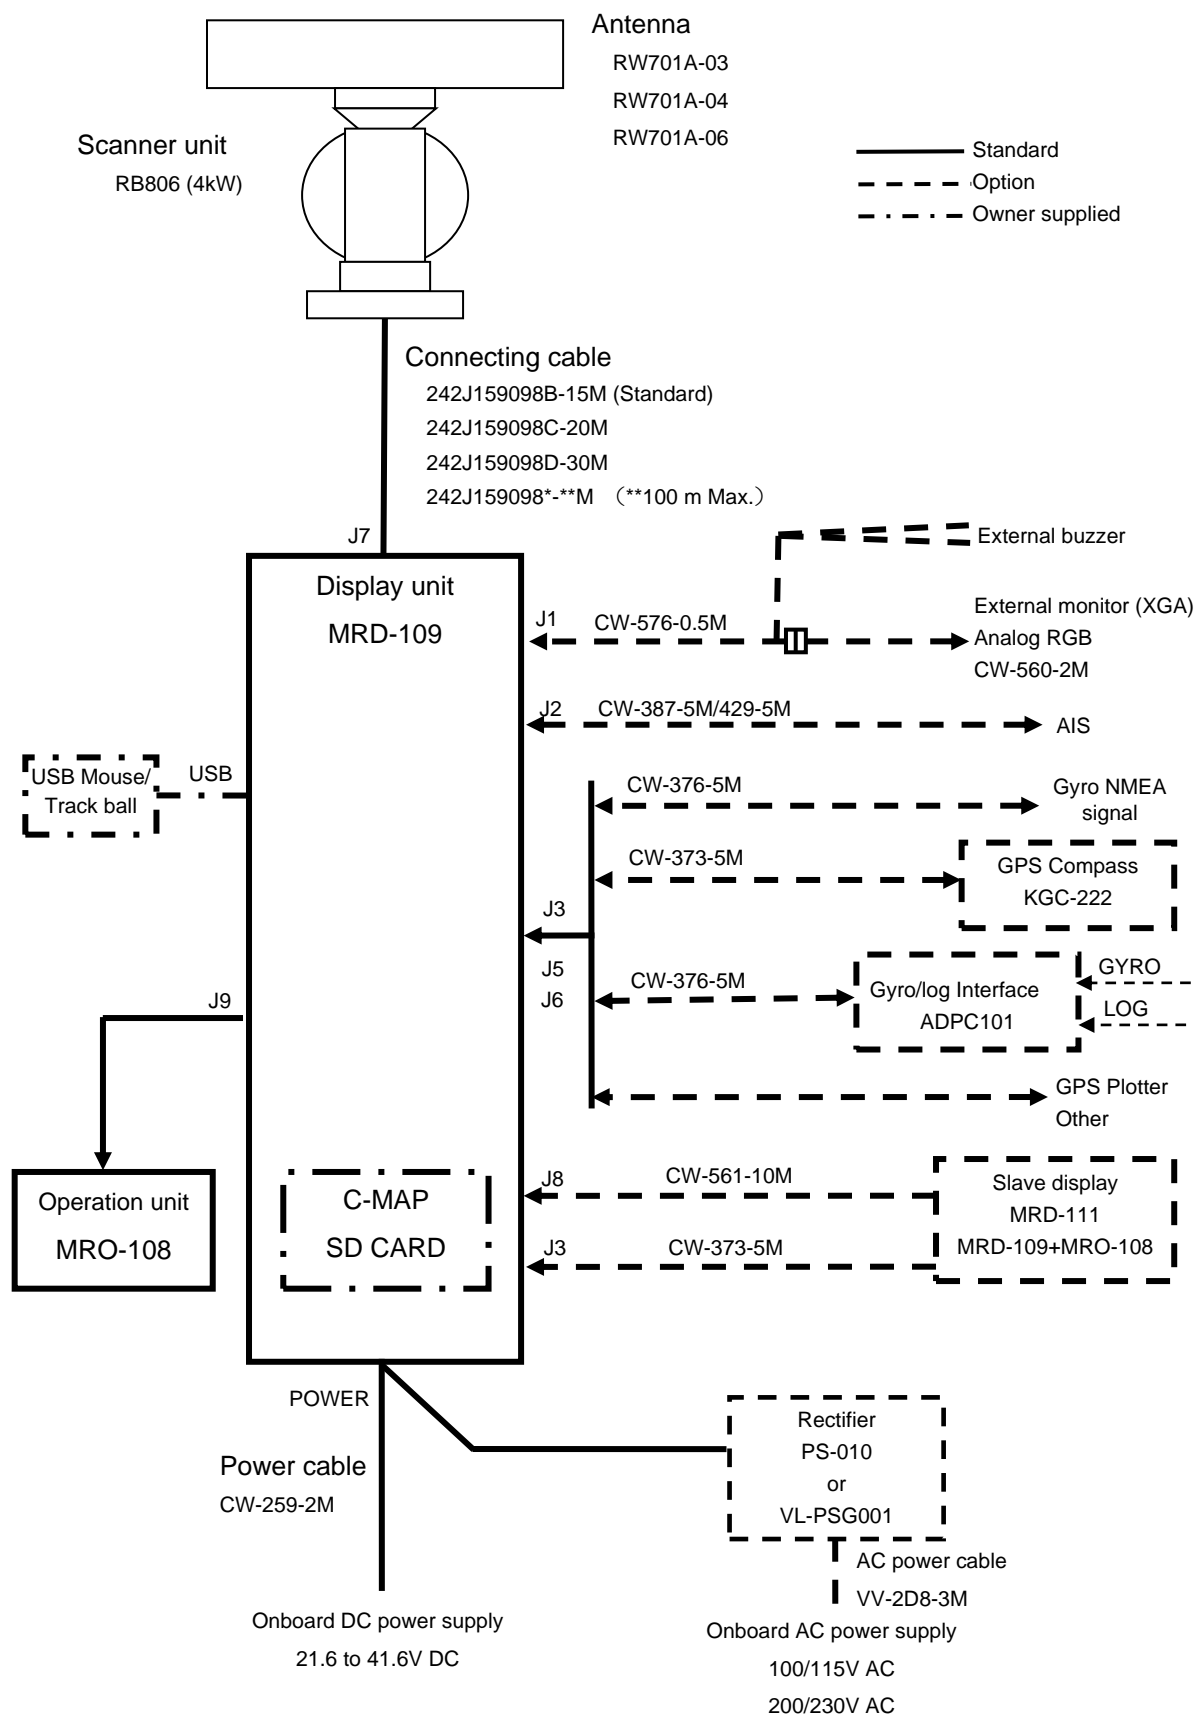 Antenna
RW701A-03
RW701A-04
RW701A-06
Scanner unit
RB806 (4kW)
Standard
Option
Owner supplied
Connecting cable
242J159098B-15M (Standard)
242J159098C-20M
242J159098D-30M
242J159098*-**M （**100 m Max.）
J7
Display unit
MRD-109
External buzzer
J1
CW-576-0.5M
External monitor (XGA)
Analog RGB
CW-560-2M
J2
CW-387-5M/429-5M
AIS
USB Mouse/
Track ball
USB
CW-376-5M
Gyro NMEA
signal
CW-373-5M
GPS Compass
KGC-222
J3
J5
J6
CW-376-5M
Gyro/log Interface
ADPC101
GYRO
LOG
J9
GPS Plotter
Other
Operation unit
MRO-108
C-MAP
SD CARD
J8
CW-561-10M
Slave display
MRD-111
MRD-109+MRO-108
J3
CW-373-5M
POWER
Power cable
CW-259-2M
Rectifier
PS-010
or
VL-PSG001
AC power cable
VV-2D8-3M
Onboard DC power supply
21.6 to 41.6V DC
Onboard AC power supply
100/115V AC
200/230V AC